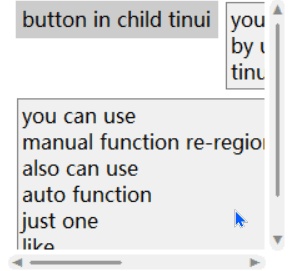 button in child tinui
you
by u
tinu
you can use
manual function re-region
also can use
auto function
just one
like